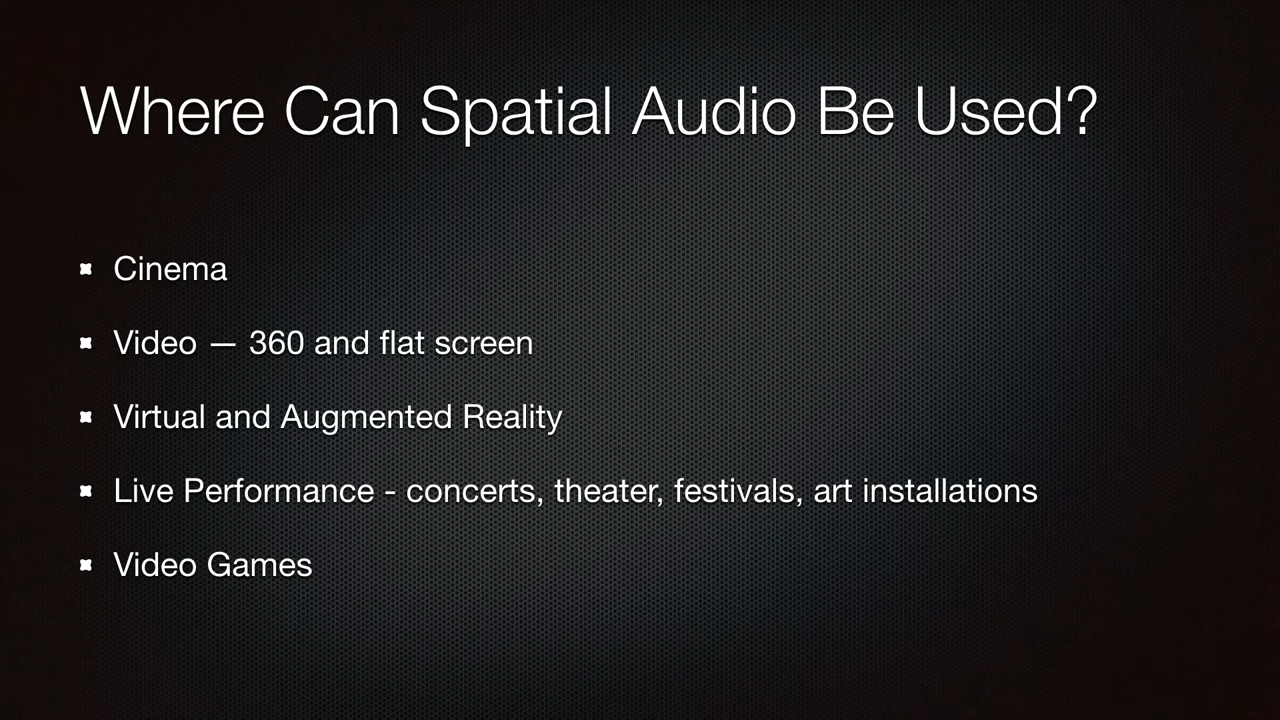 Where Can Spatial Audio Be Used?
Cinema
Video — 360 and flat screen
Virtual and Augmented Reality
Live Performance - concerts, theater, festivals, art installations
Video Games